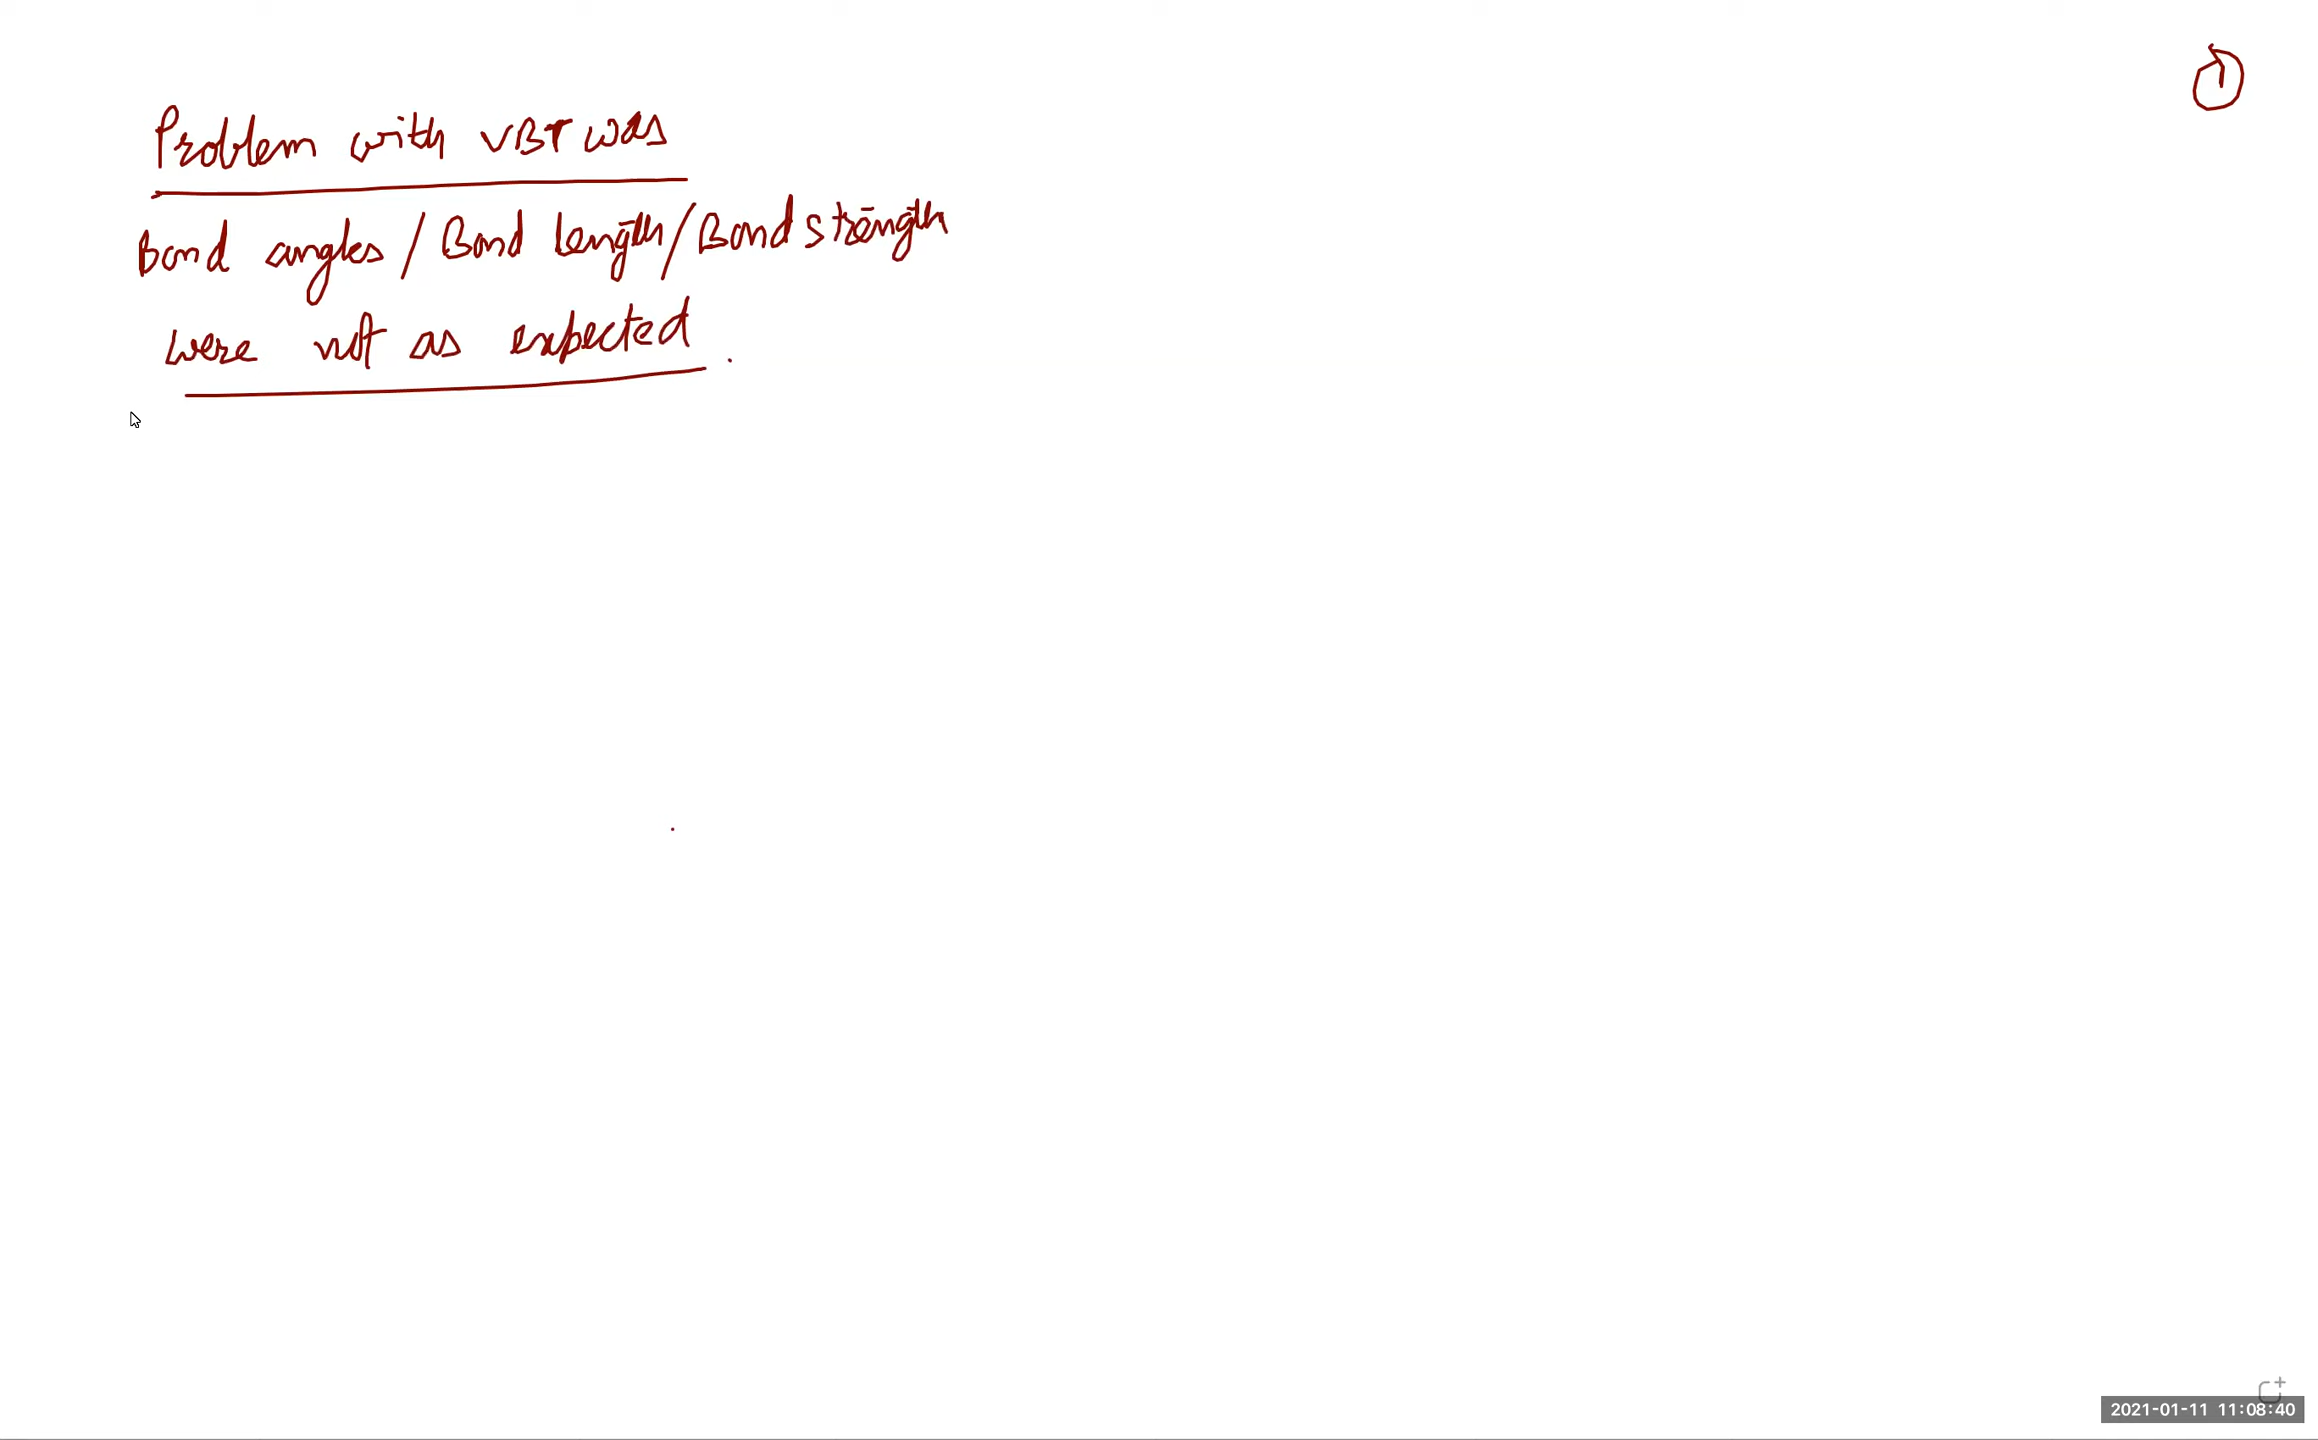 1
Problem with VBT was
Bond angles / Bond length / Bond strength
were not as expected .
2021-01-11 11:08:40